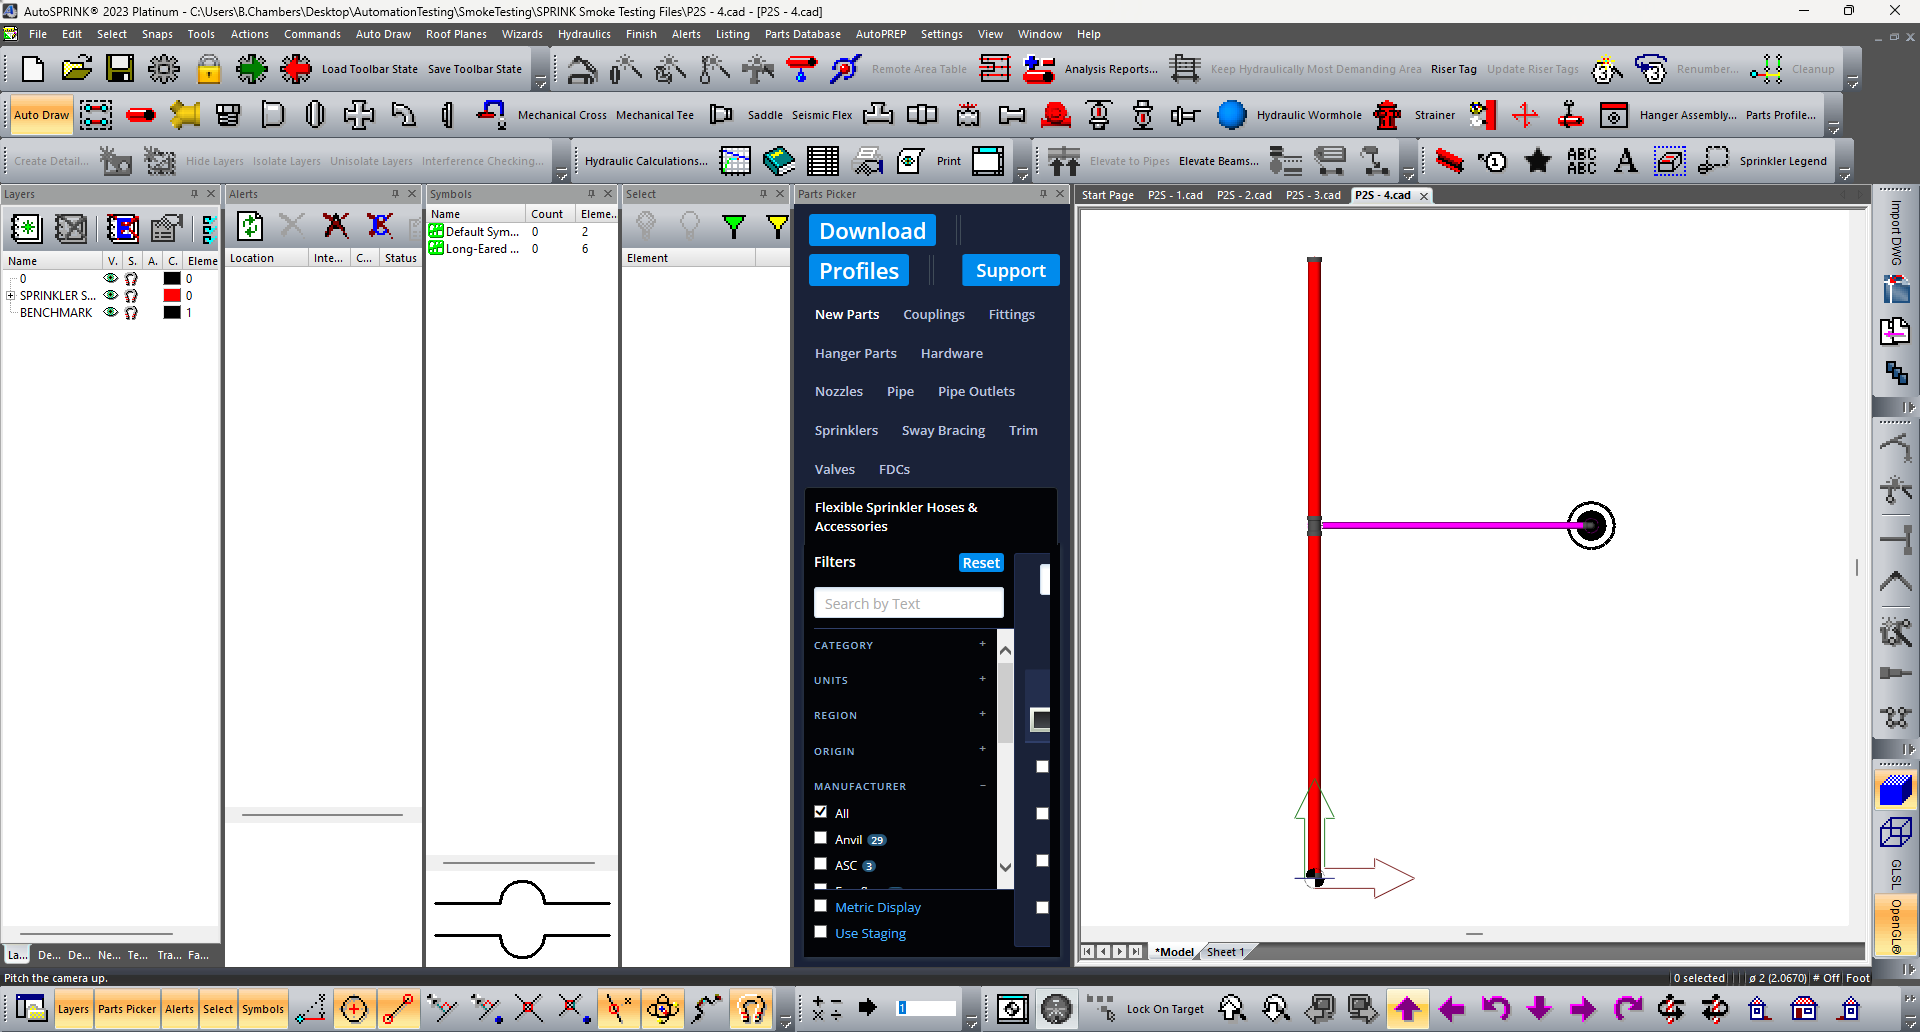 AutoSPRINK® 2023 Platinum - C:\Users\B.Chambers\Desktop\AutomationTesting\SmokeTesting\SPRINK Smoke Testing Files\P2S - 4.cad - [P2S - 4.cad]
File Edit Select Snaps Tools Actions Commands Auto Draw Roof Planes Wizards Hydraulics Finish Alerts Listing Parts Database AutoPREP Settings View Window Help
Load Toolbar State Save Toolbar State Remote Area Table Analysis Reports... Keep Hydraulically Most Demanding Area Riser Tag Update Riser Tags Renumber... Cleanup
Auto Draw Mechanical Cross Mechanical Tee Saddle Seismic Flex Hydraulic Wormhole Strainer Hanger Assembly... Parts Profile...
Create Detail... Hide Layers Isolate Layers Unisolate Layers Interference Checking... Hydraulic Calculations... Print Elevate to Pipes Elevate Beams... ABC ABC Sprinkler Legend
Layers
Name V. S. A. C. Eleme
0 0
SPRINKLER S... 0
BENCHMARK 1
La... De... De... Ne... Te... Tra... Fa...
Alerts
Location Inte... C... Status
Symbols
Name Count Eleme..
Default Sym... 0 2
Long-Eared ... 0 6
Select
Element
Parts Picker
Download
Profiles Support
New Parts Couplings Fittings
Hanger Parts Hardware
Nozzles Pipe Pipe Outlets
Sprinklers Sway Bracing Trim
Valves FDCs
Flexible Sprinkler Hoses &
Accessories
Filters Reset
Search by Text
CATEGORY +
UNITS +
REGION +
ORIGIN +
MANUFACTURER −
All
Anvil 29
ASC 3
Metric Display
Use Staging
Start Page P2S - 1.cad P2S - 2.cad P2S - 3.cad P2S - 4.cad
*Model Sheet 1
Import DWG
GLSL
OpenGL®
Pitch the camera up. 0 selected ø 2 (2.0670) # Off Foot
Layers Parts Picker Alerts Select Symbols 1 Lock On Target